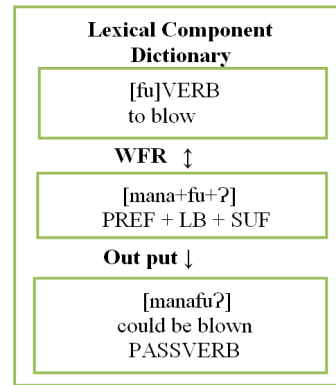 Lexical Component
Dictionary
[fu]VERB
to blow
WFR ↕
[mana+fu+ʔ]
PREF + LB + SUF
Out put ↓
[manafuʔ]
could be blown
PASSVERB